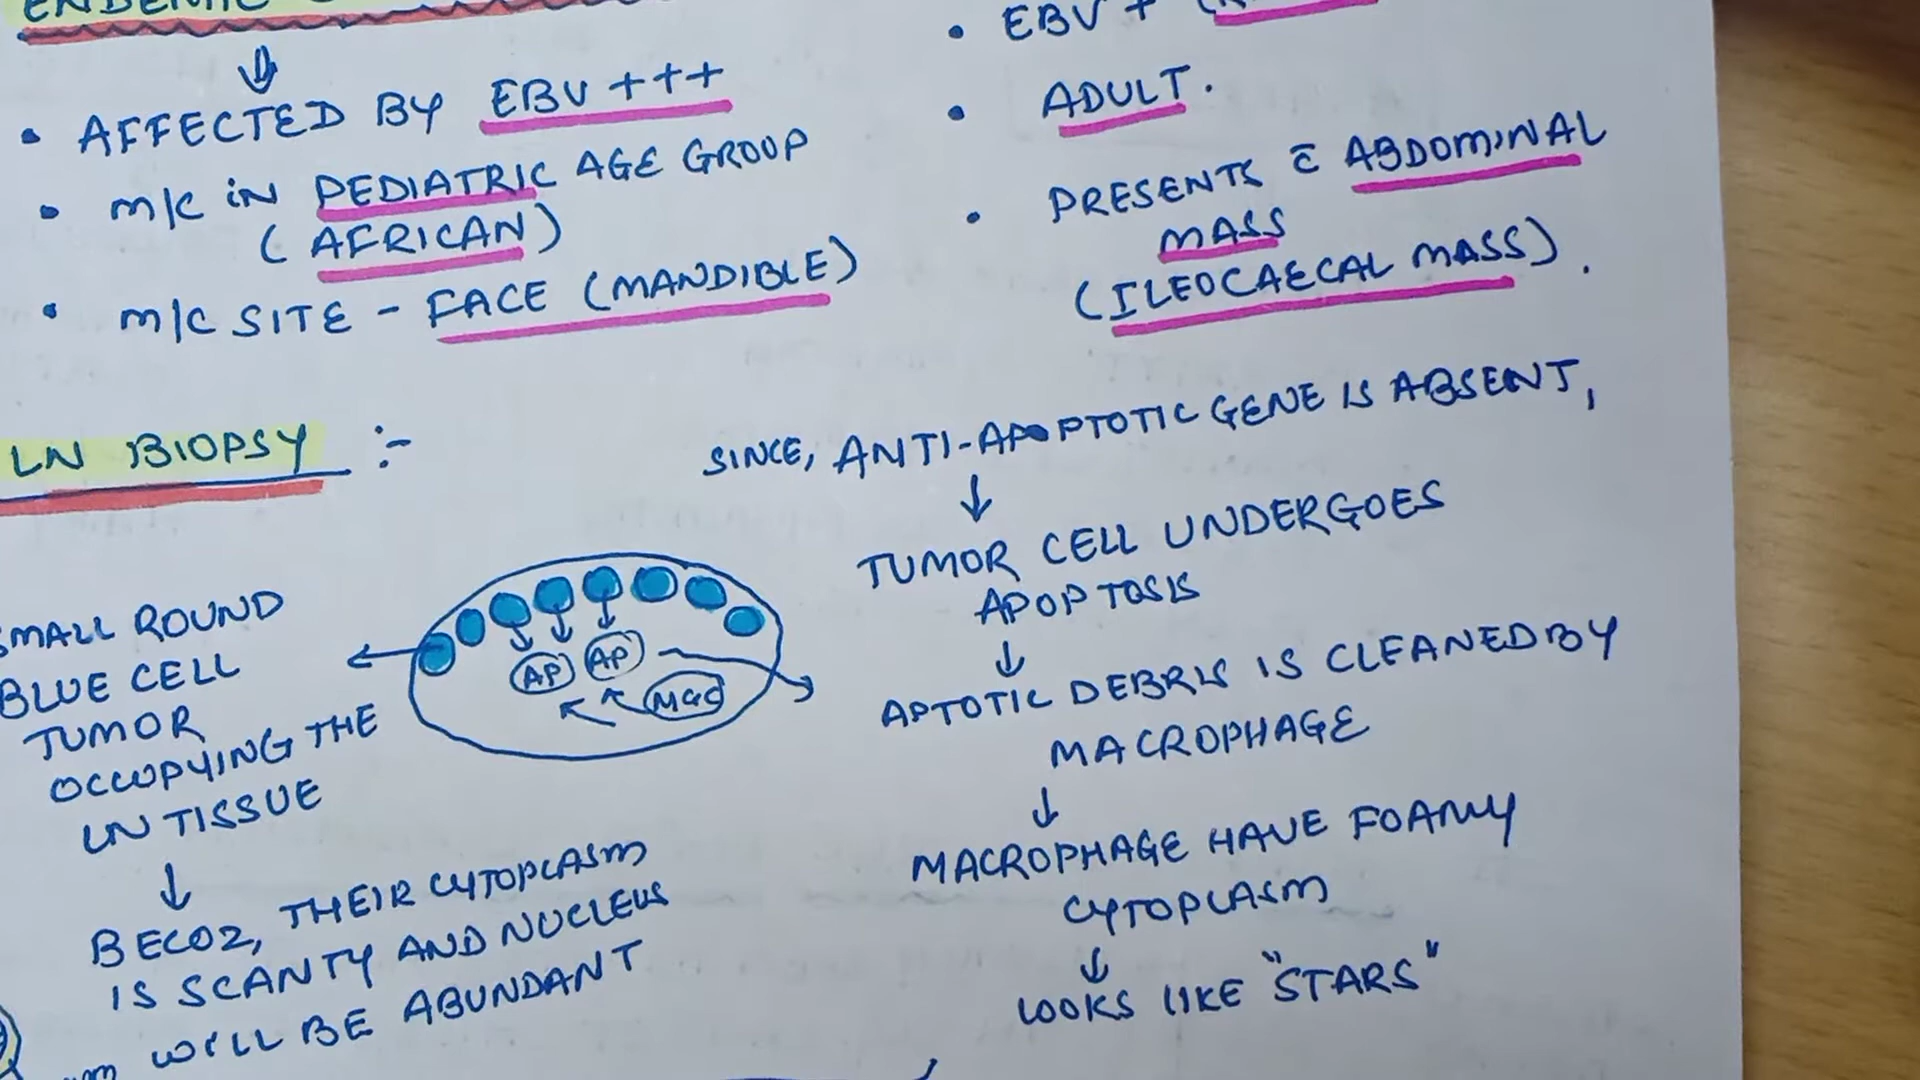 ENDEMIC
• AFFECTED BY EBV +++
• M/C IN PEDIATRIC AGE GROUP
(AFRICAN)
• M/C SITE - FACE (MANDIBLE)
• EBV +
• ADULT.
• PRESENTS c̄ ABDOMINAL
MASS
(ILEOCAECAL MASS).
LN BIOPSY :-
SMALL ROUND
BLUE CELL
TUMOR
OCCUPYING THE
LN TISSUE
↓
BECOZ, THEIR CYTOPLASM
IS SCANTY AND NUCLEUS
WILL BE ABUNDANT
AP AP
SINCE, ANTI-APOPTOTIC GENE IS ABSENT,
↓
TUMOR CELL UNDERGOES
APOPTOSIS
↓
APTOTIC DEBRIS IS CLEANED BY
MACROPHAGE
↓
MACROPHAGE HAVE FOAMY
CYTOPLASM
↓
LOOKS LIKE "STARS"